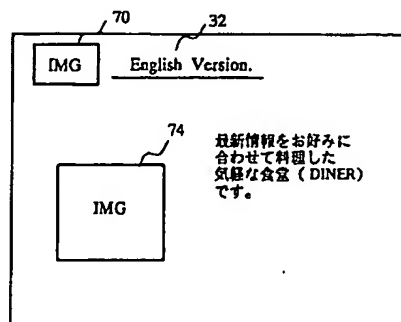 70
32
IMG
English Version.
74
IMG
最新情報をお好みに
合わせて料理した
気軽な食堂 ( DINER)
です。